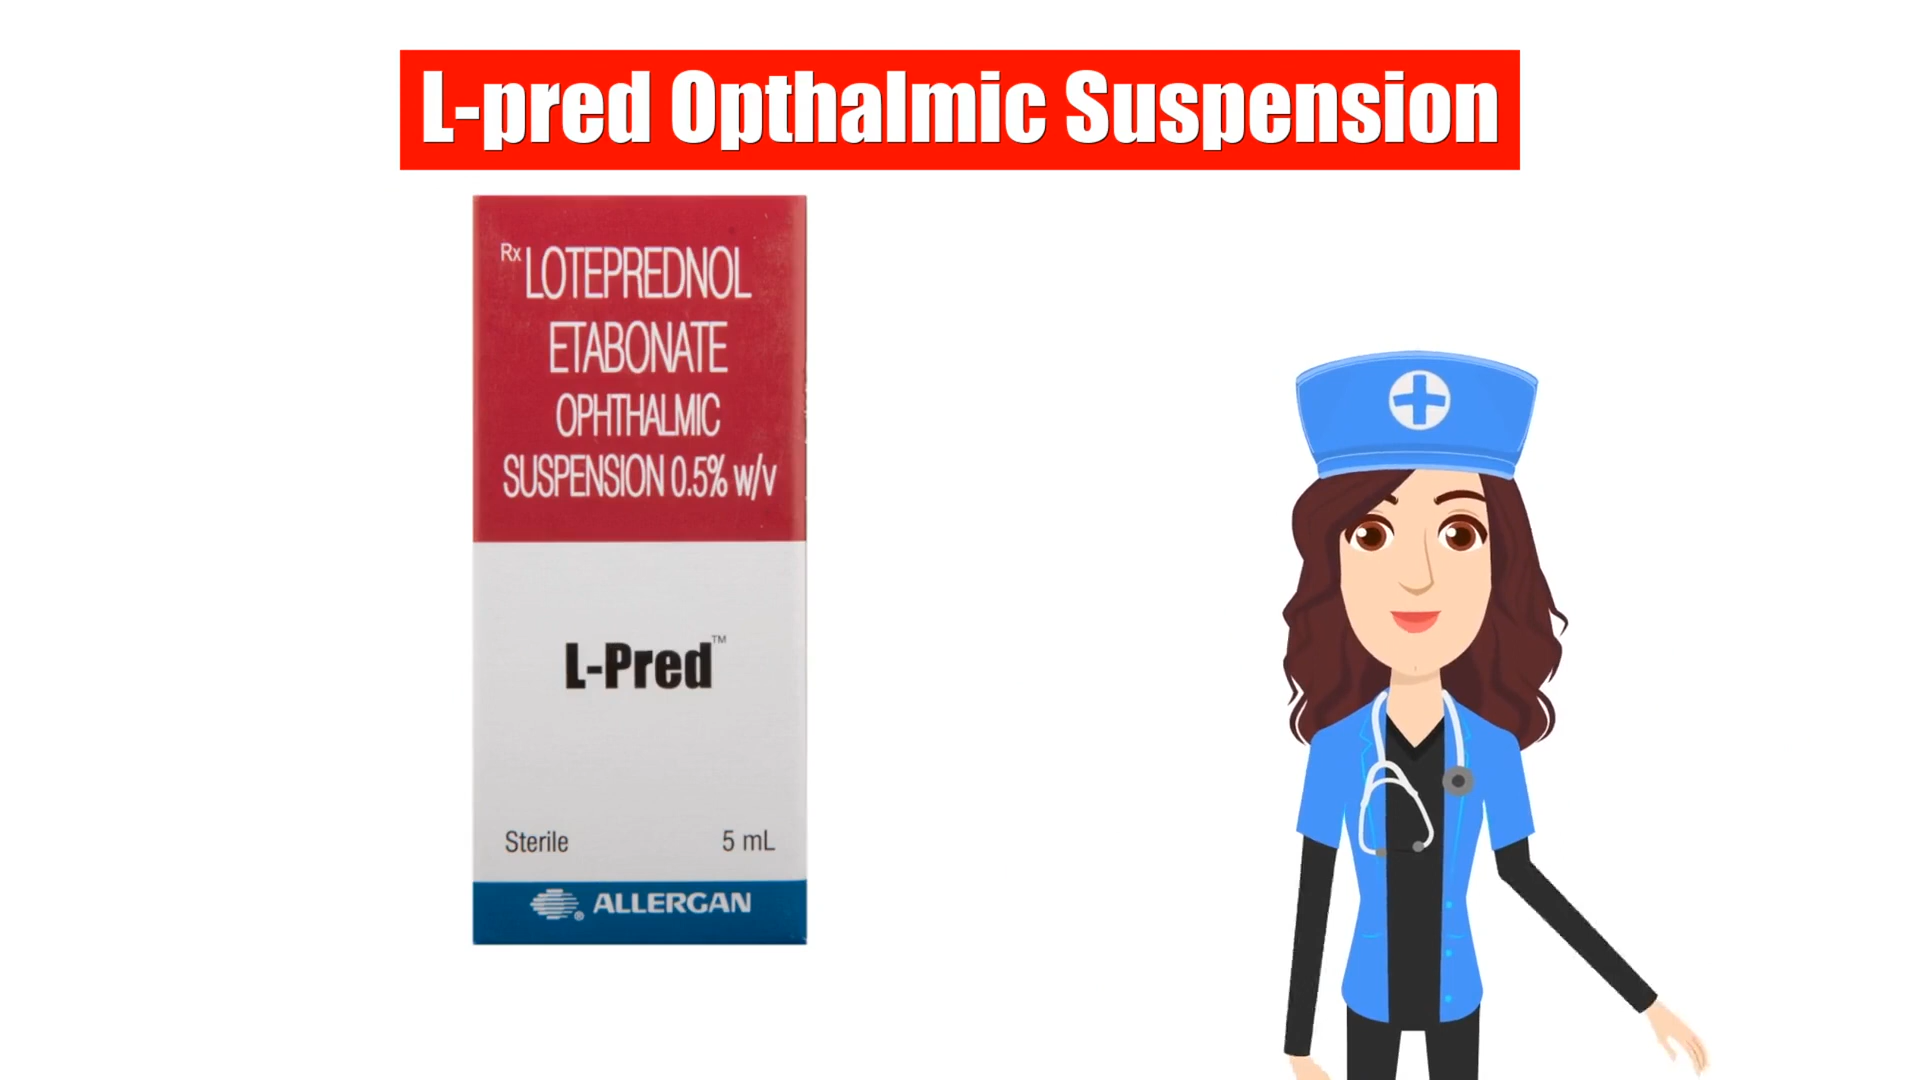 L-pred Opthalmic Suspension
Rx LOTEPREDNOL
ETABONATE
OPHTHALMIC
SUSPENSION 0.5% w/v
L-Pred™
Sterile 5 mL
® ALLERGAN